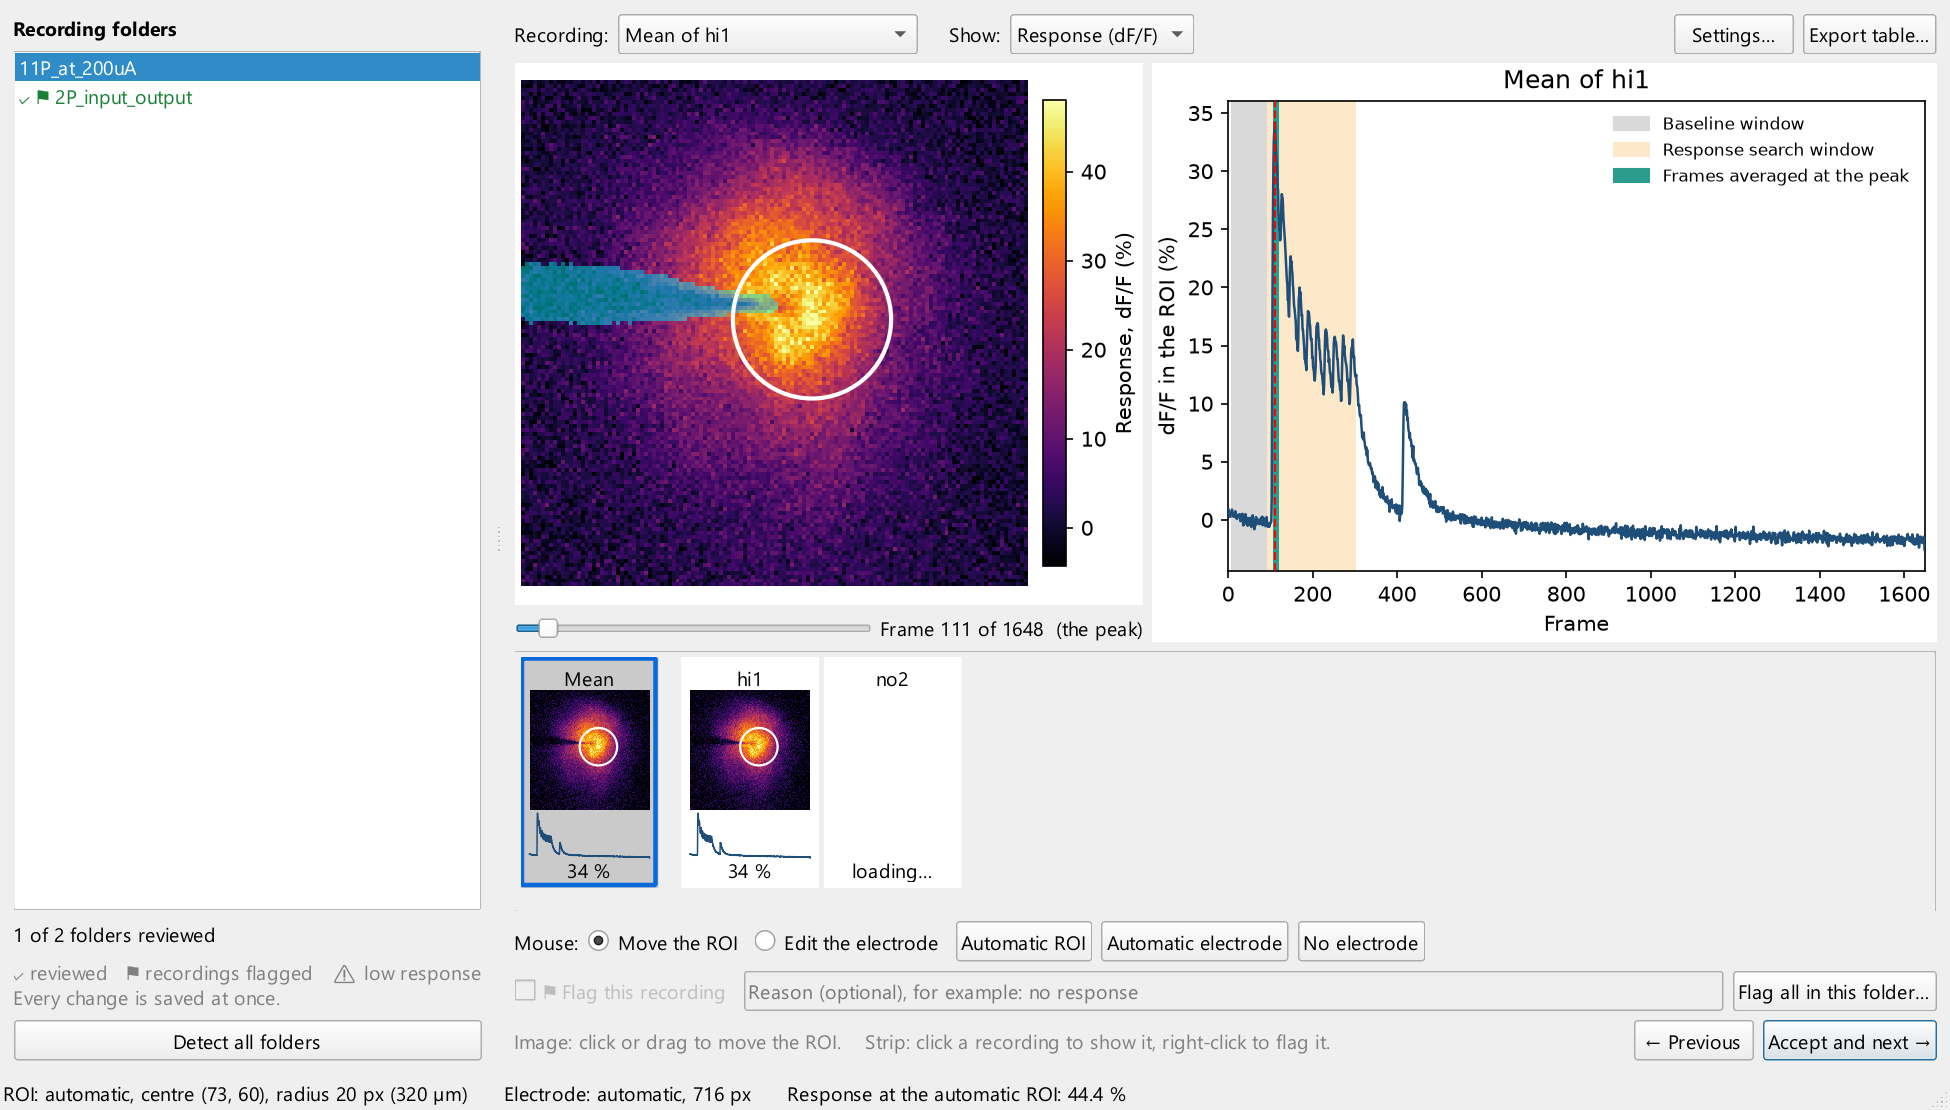 Recording folders
11P_at_200uA
✓ ⚑ 2P_input_output
1 of 2 folders reviewed
✓ reviewed ⚑ recordings flagged ⚠ low response
Every change is saved at once.
Detect all folders
Recording: Mean of hi1 Show: Response (dF/F) Settings... Export table...
40
30
20
10
0
Response, dF/F (%)
Frame 111 of 1648 (the peak)
Mean of hi1
Baseline window
Response search window
Frames averaged at the peak
35
30
25
20
15
10
5
0
dF/F in the ROI (%)
0 200 400 600 800 1000 1200 1400 1600
Frame
Mean hi1 no2
34 % 34 % loading...
Mouse: Move the ROI Edit the electrode Automatic ROI Automatic electrode No electrode
⚑ Flag this recording Reason (optional), for example: no response Flag all in this folder...
Image: click or drag to move the ROI. Strip: click a recording to show it, right-click to flag it. ← Previous Accept and next →
ROI: automatic, centre (73, 60), radius 20 px (320 µm) Electrode: automatic, 716 px Response at the automatic ROI: 44.4 %